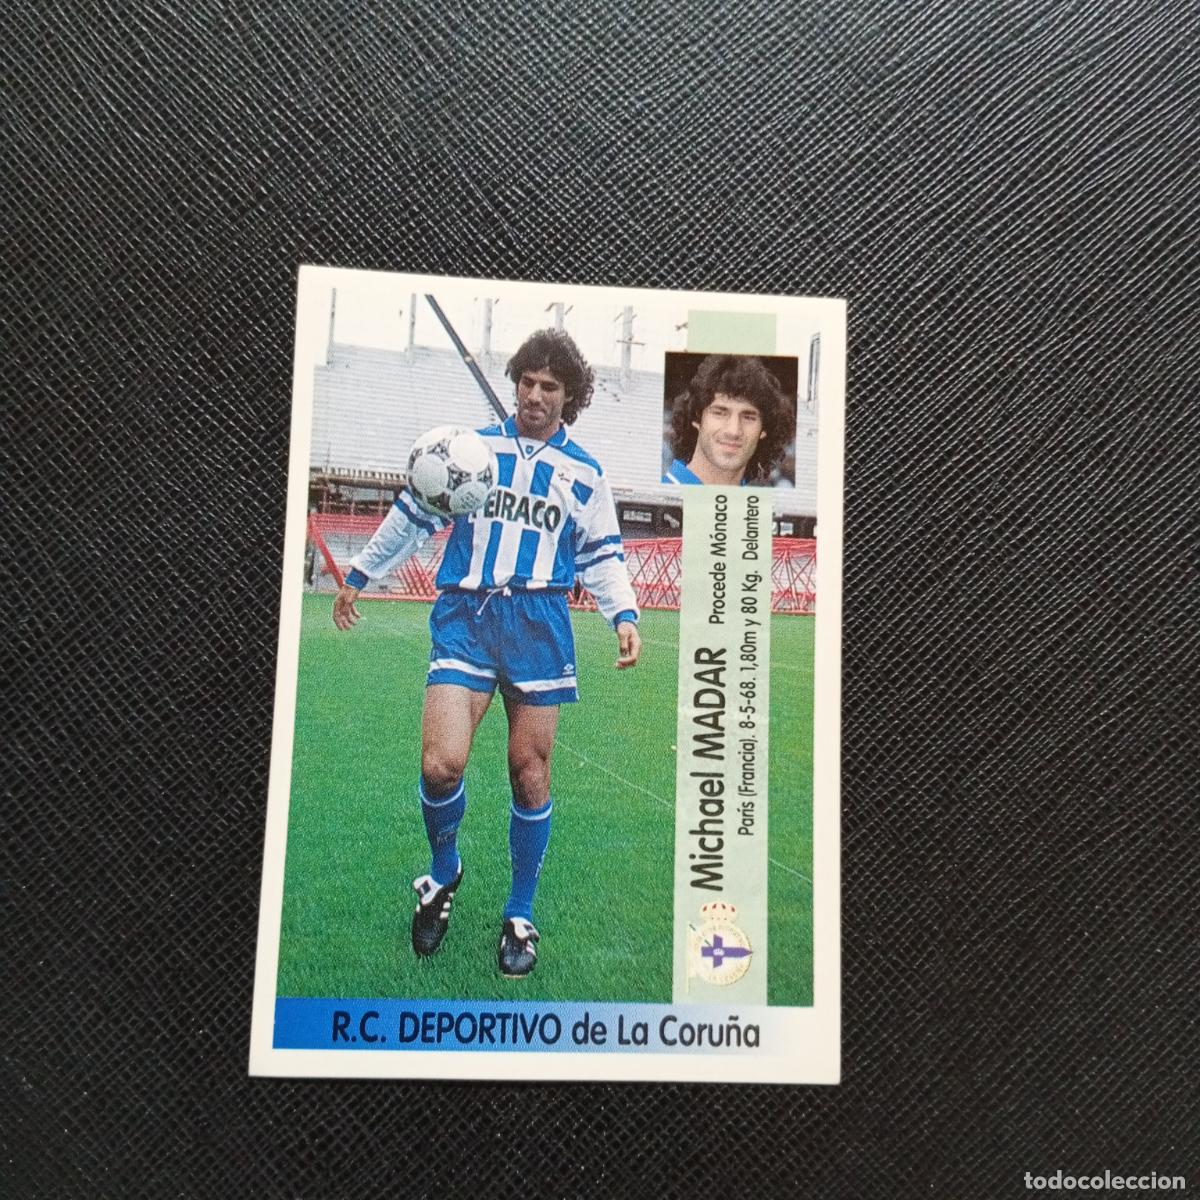 FEIRACO
Michael MADAR Procede Mónaco
París (Francia). 8-5-68. 1,80m y 80 Kg. Delantero
R.C. DEPORTIVO de La Coruña
todocoleccion